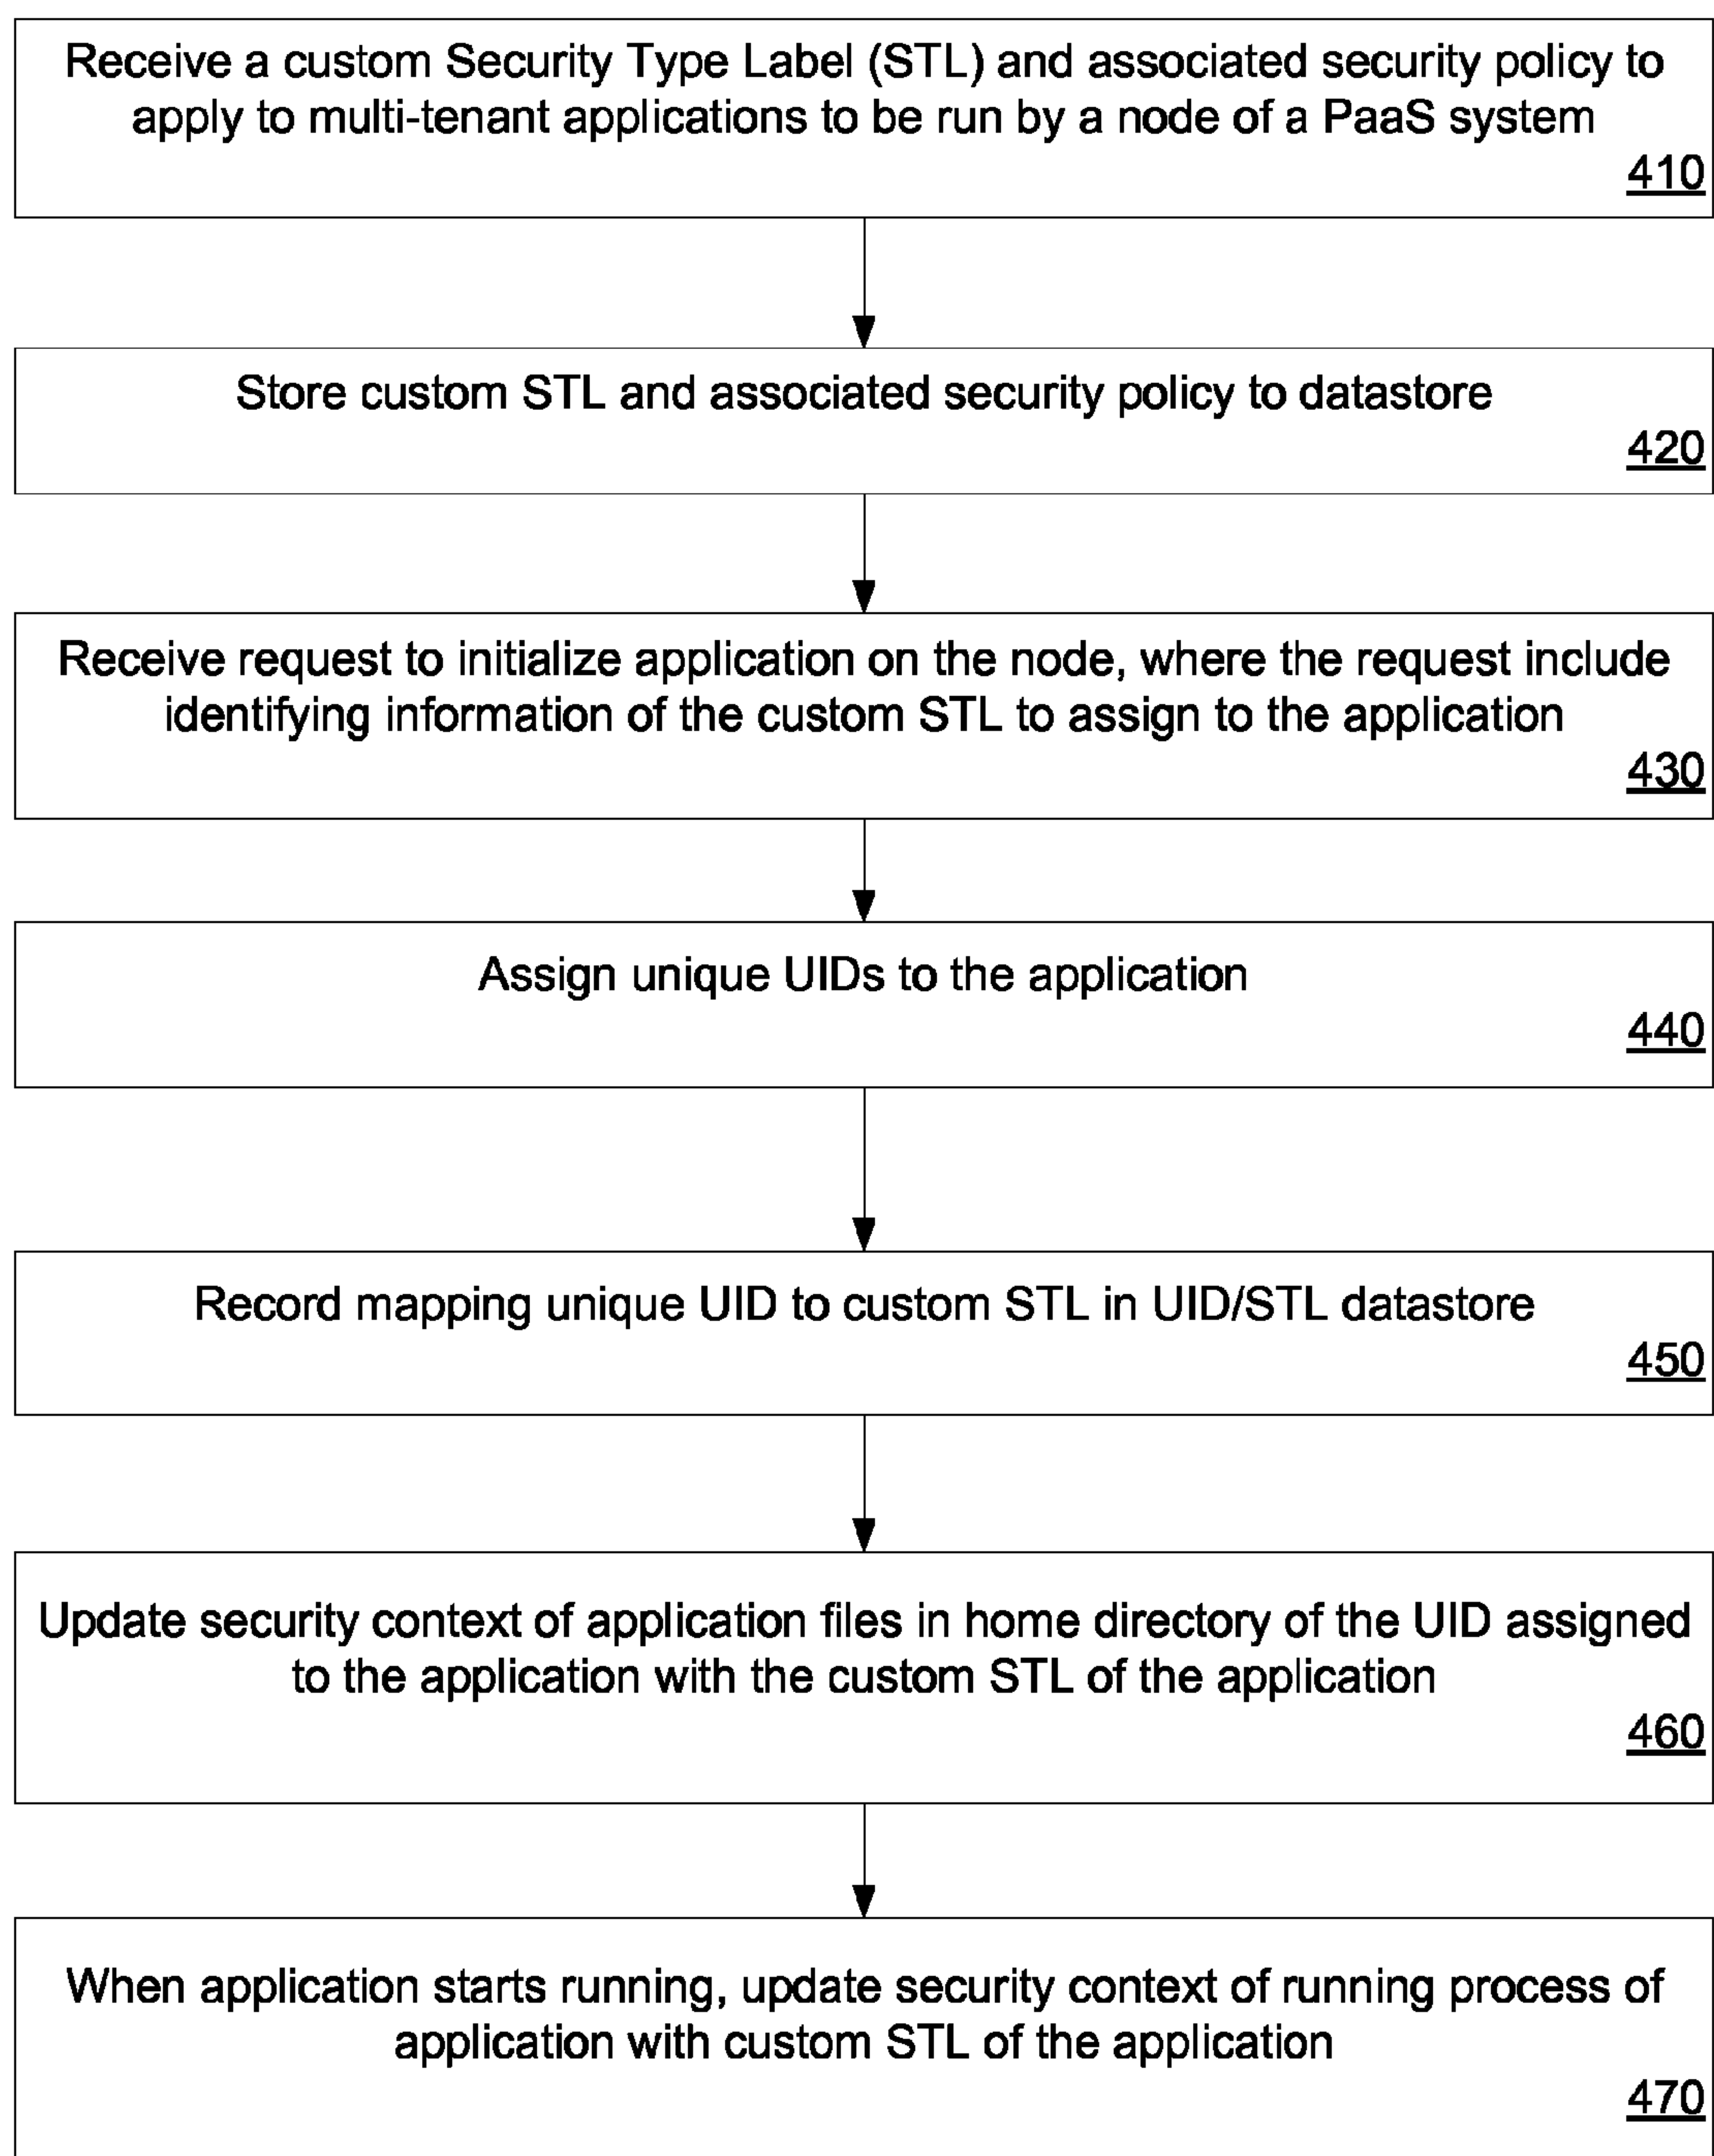 Receive a custom Security Type Label (STL) and associated security policy to
apply to multi-tenant applications to be run by a node of a PaaS system
410
Store custom STL and associated security policy to datastore
420
Receive request to initialize application on the node, where the request include
identifying information of the custom STL to assign to the application
430
Assign unique UIDs to the application
440
Record mapping unique UID to custom STL in UID/STL datastore
450
Update security context of application files in home directory of the UID assigned
to the application with the custom STL of the application
460
When application starts running, update security context of running process of
application with custom STL of the application
470